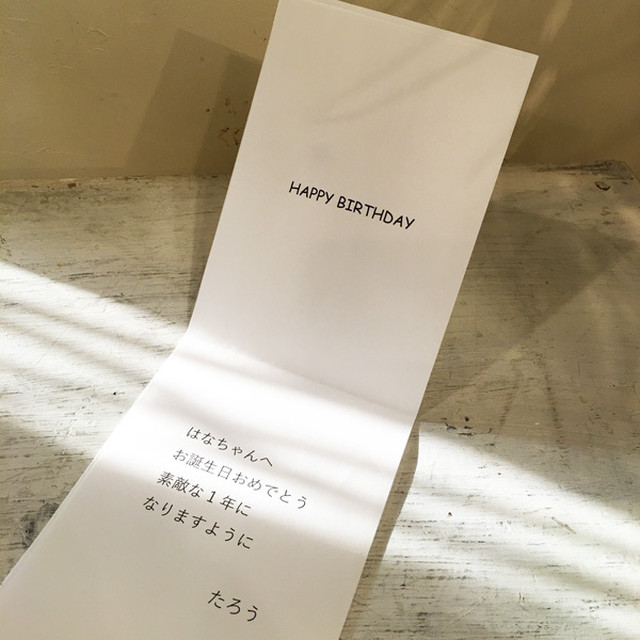 HAPPY BIRTHDAY
はなちゃんへ
お誕生日おめでとう
素敵な1年に
なりますように
たろう